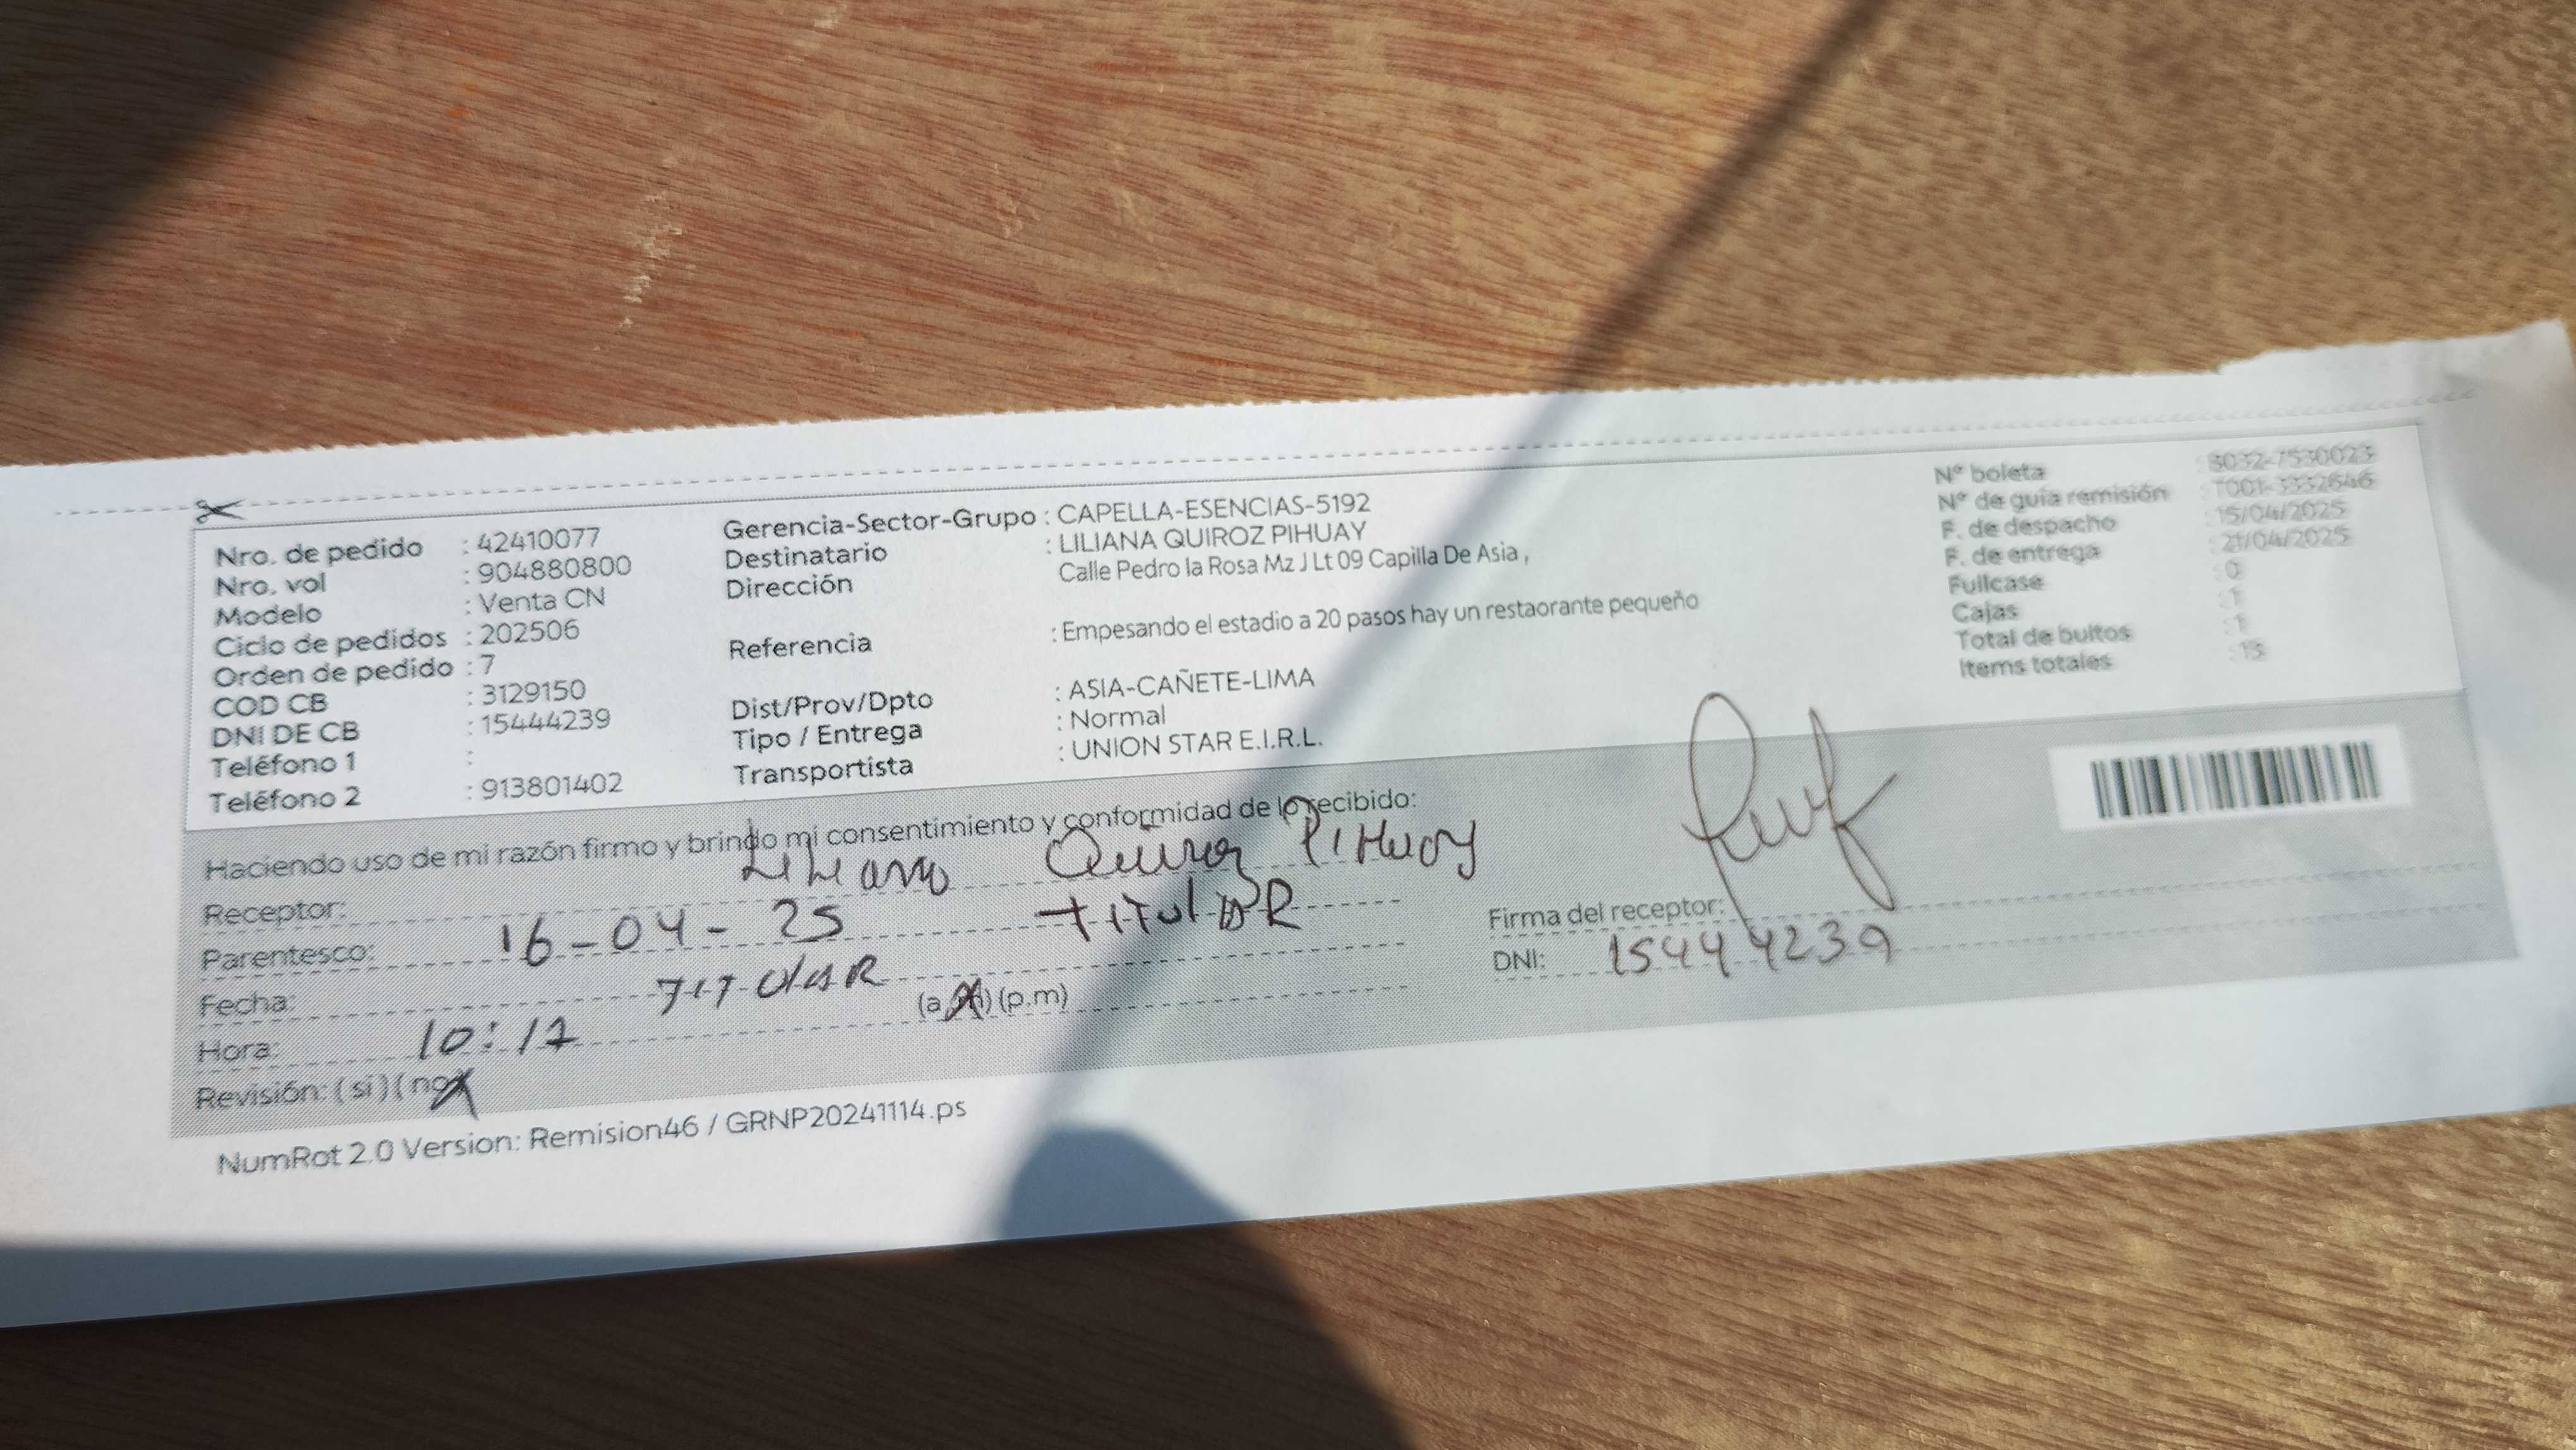 Nro. de pedido : 42410077
Nro. vol : 904880800
Modelo : Venta CN
Ciclo de pedidos : 202506
Orden de pedido : 7
COD CB : 3129150
DNI DE CB : 15444239
Teléfono 1 :
Teléfono 2 : 913801402
Gerencia-Sector-Grupo : CAPELLA-ESENCIAS-5192
Destinatario : LILIANA QUIROZ PIHUAY
Dirección Calle Pedro la Rosa Mz J Lt 09 Capilla De Asia ,
Referencia : Empesando el estadio a 20 pasos hay un restaorante pequeño
Dist/Prov/Dpto : ASIA-CAÑETE-LIMA
Tipo / Entrega : Normal
Transportista : UNION STAR E.I.R.L.
Nº boleta
Nº de guía remisión : T001-3332646
F. de despacho : 15/04/2025
F. de entrega : 21/04/2025
Fullcase : 0
Cajas : 1
Total de bultos : 1
Items totales : 15
Haciendo uso de mi razón firmo y brindo mi consentimiento y conformidad de lo recibido:
Receptor: Liliana Quiroz PiHuay
Parentesco: 16-04-25 TITULAR
Fecha: TITULAR
Hora: 10:17 (a.m) (p.m)
Revisión: ( si ) ( no )
Firma del receptor:
DNI: 15444239
NumRot 2.0 Version: Remision46 / GRNP20241114.ps